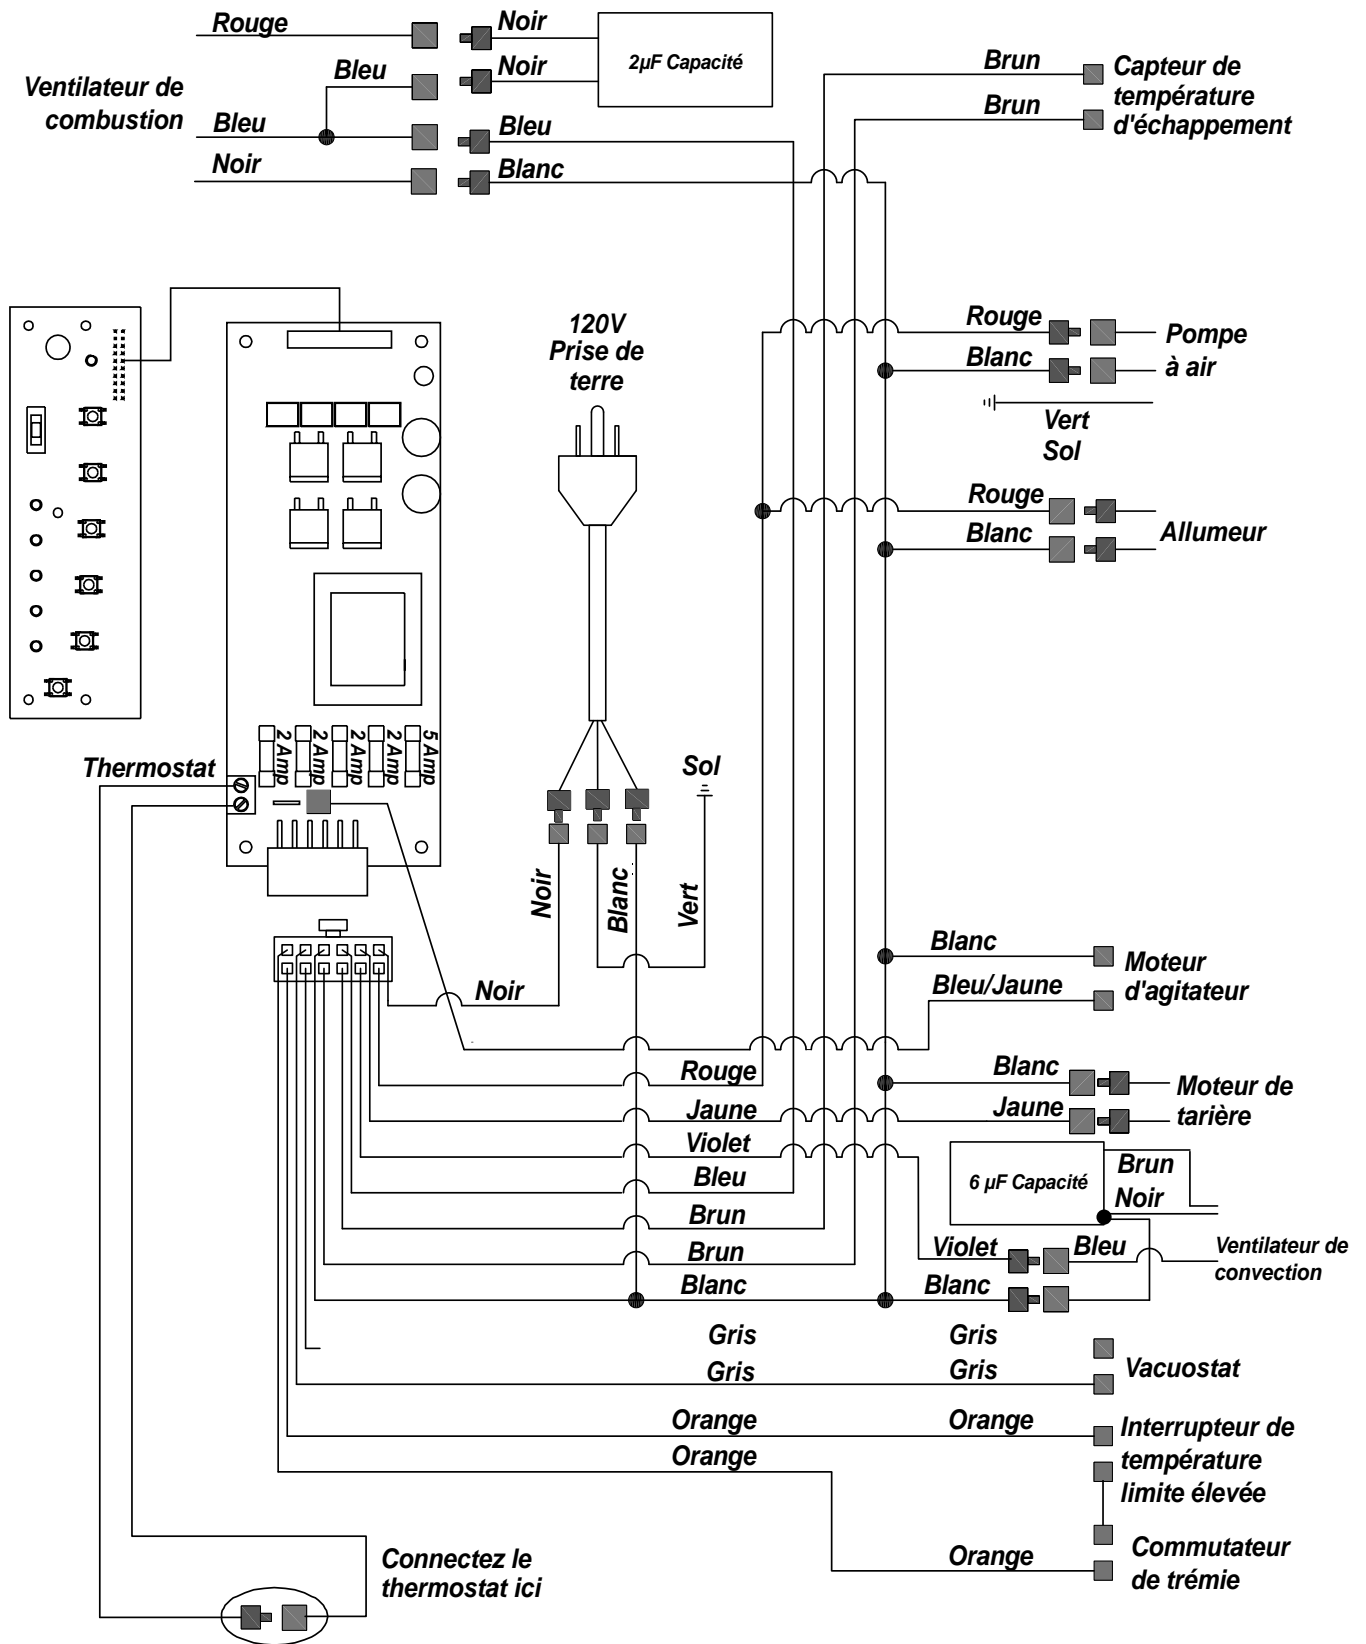 Rouge
Noir
Bleu
Noir
2µF Capacité
Ventilateur de
combustion
Bleu
Bleu
Noir
Blanc
Brun
Capteur de
température
d'échappement
Brun
120V
Prise de
terre
Rouge
Pompe
à air
Blanc
Vert
Sol
Rouge
Blanc
Allumeur
2 Amp
2 Amp
2 Amp
2 Amp
5 Amp
Thermostat
Sol
Noir
Blanc
Vert
Noir
Blanc
Moteur
d'agitateur
Bleu/Jaune
Rouge
Blanc
Moteur de
tarière
Jaune
Jaune
Violet
Brun
6 µF Capacité
Noir
Bleu
Brun
Violet
Bleu
Ventilateur de
convection
Brun
Blanc
Blanc
Gris
Gris
Vacuostat
Gris
Gris
Orange
Orange
Interrupteur de
température
limite élevée
Orange
Orange
Commutateur
de trémie
Connectez le
thermostat ici